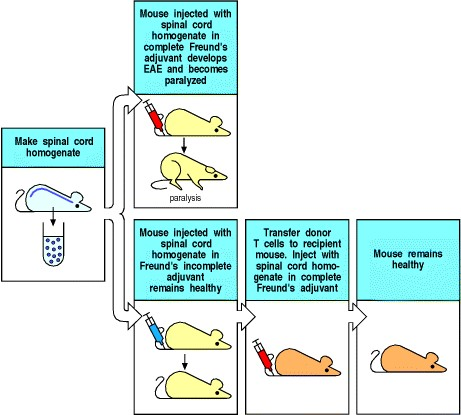 Make spinal cord
homogenate
Mouse injected with
spinal cord
homogenate in
complete Freund's
adjuvant develops
EAE and becomes
paralyzed
paralysis
Mouse injected with
spinal cord
homogenate in
Freund's incomplete
adjuvant
remains healthy
Transfer donor
T cells to recipient
mouse. Inject with
spinal cord homo-
genate in complete
Freund's adjuvant
Mouse remains
healthy